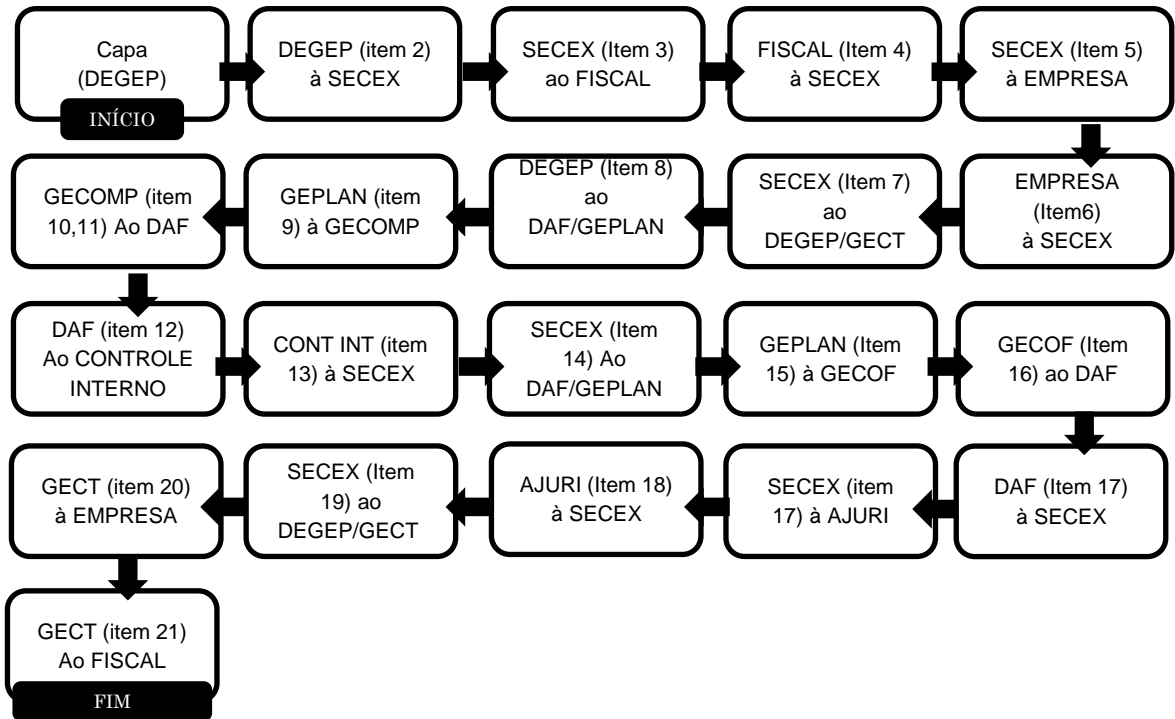 Capa
(DEGEP)
INÍCIO
DEGEP (item 2)
à SECEX
SECEX (Item 3)
ao FISCAL
FISCAL (Item 4)
à SECEX
SECEX (Item 5)
à EMPRESA
EMPRESA
(Item6)
à SECEX
SECEX (Item 7)
ao
DEGEP/GECT
DEGEP (Item 8)
ao
DAF/GEPLAN
GEPLAN (item
9) à GECOMP
GECOMP (item
10,11) Ao DAF
DAF (item 12)
Ao CONTROLE
INTERNO
CONT INT (item
13) à SECEX
SECEX (Item
14) Ao
DAF/GEPLAN
GEPLAN (Item
15) à GECOF
GECOF (Item
16) ao DAF
DAF (Item 17)
à SECEX
SECEX (item
17) à AJURI
AJURI (Item 18)
à SECEX
SECEX (Item
19) ao
DEGEP/GECT
GECT (item 20)
à EMPRESA
GECT (item 21)
Ao FISCAL
FIM